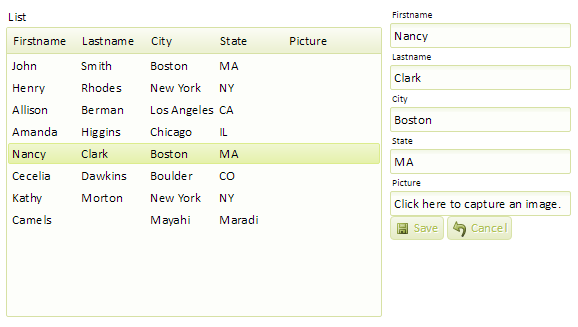 List
Firstname Lastname City State Picture
John Smith Boston MA
Henry Rhodes New York NY
Allison Berman Los Angeles CA
Amanda Higgins Chicago IL
Nancy Clark Boston MA
Cecelia Dawkins Boulder CO
Kathy Morton New York NY
Camels Mayahi Maradi
Firstname
Nancy
Lastname
Clark
City
Boston
State
MA
Picture
Click here to capture an image.
Save Cancel